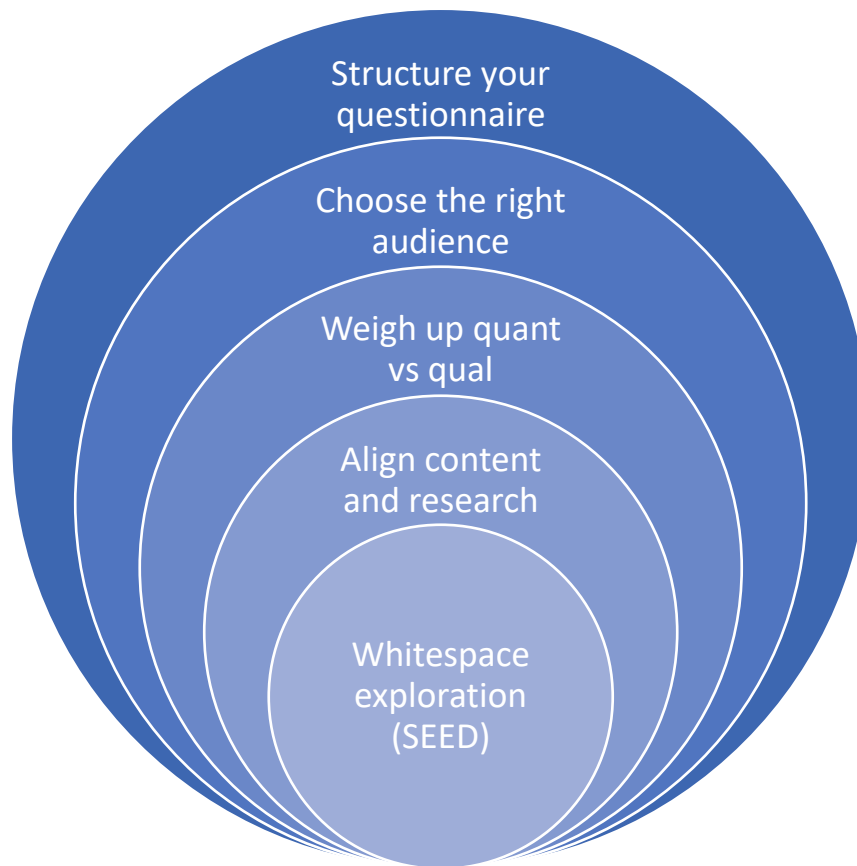 Structure your
questionnaire
Choose the right
audience
Weigh up quant
vs qual
Align content
and research
Whitespace
exploration
(SEED)